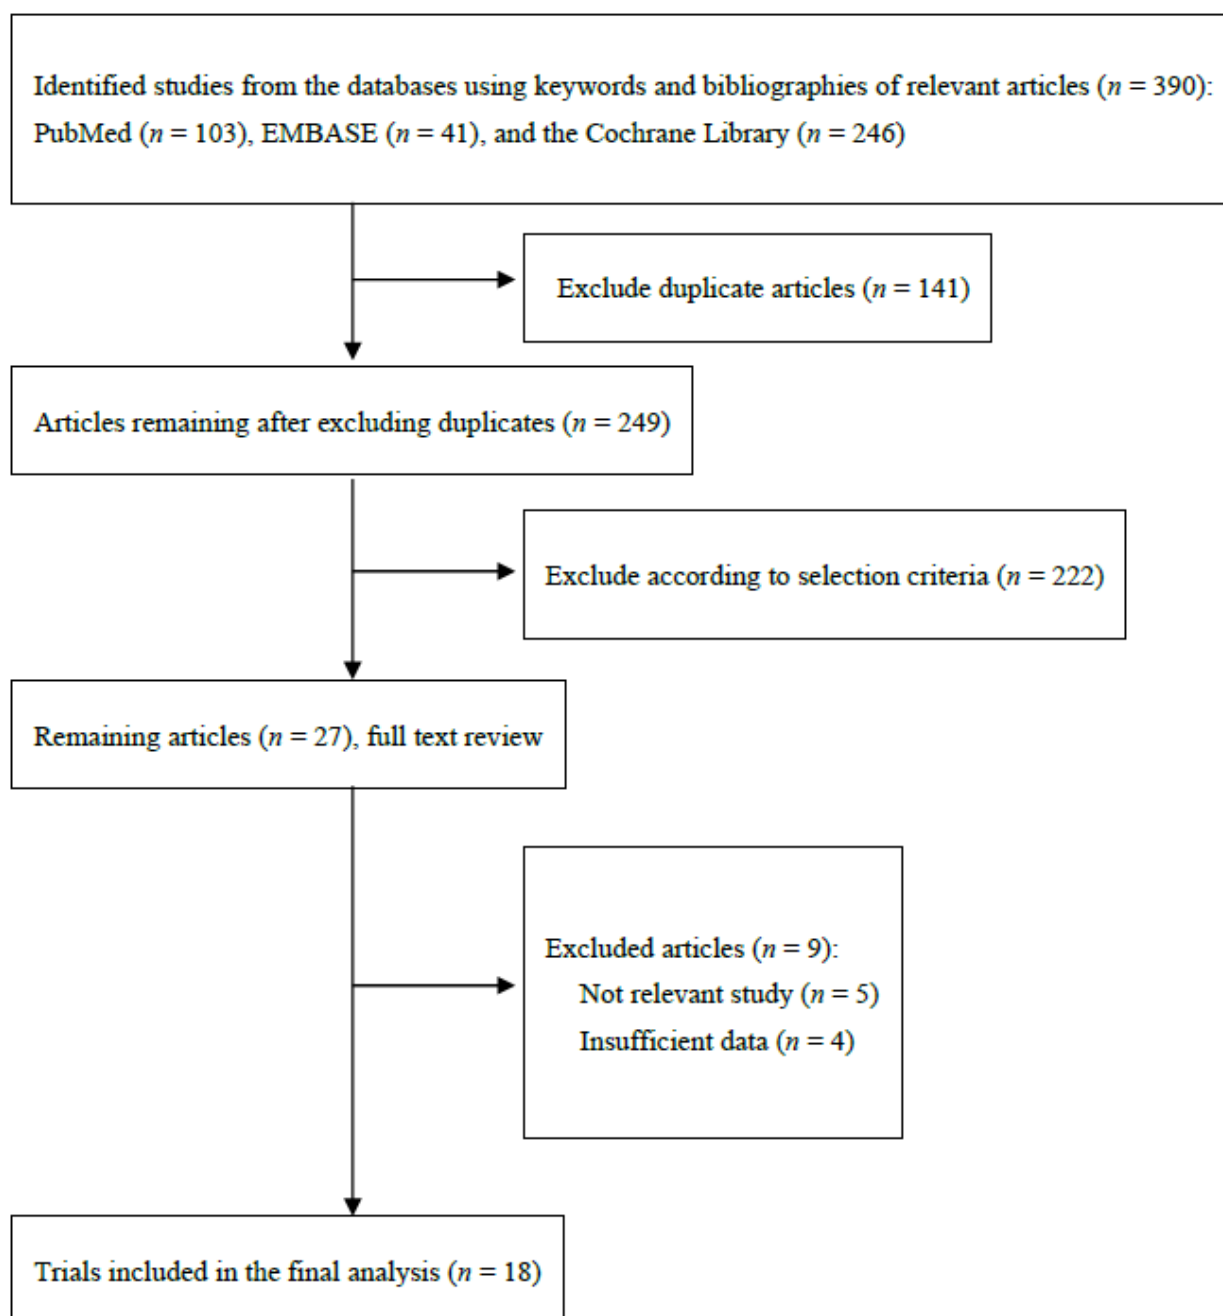 Identified studies from the databases using keywords and bibliographies of relevant articles (n = 390):
PubMed (n = 103), EMBASE (n = 41), and the Cochrane Library (n = 246)
Exclude duplicate articles (n = 141)
Articles remaining after excluding duplicates (n = 249)
Exclude according to selection criteria (n = 222)
Remaining articles (n = 27), full text review
Excluded articles (n = 9):
Not relevant study (n = 5)
Insufficient data (n = 4)
Trials included in the final analysis (n = 18)